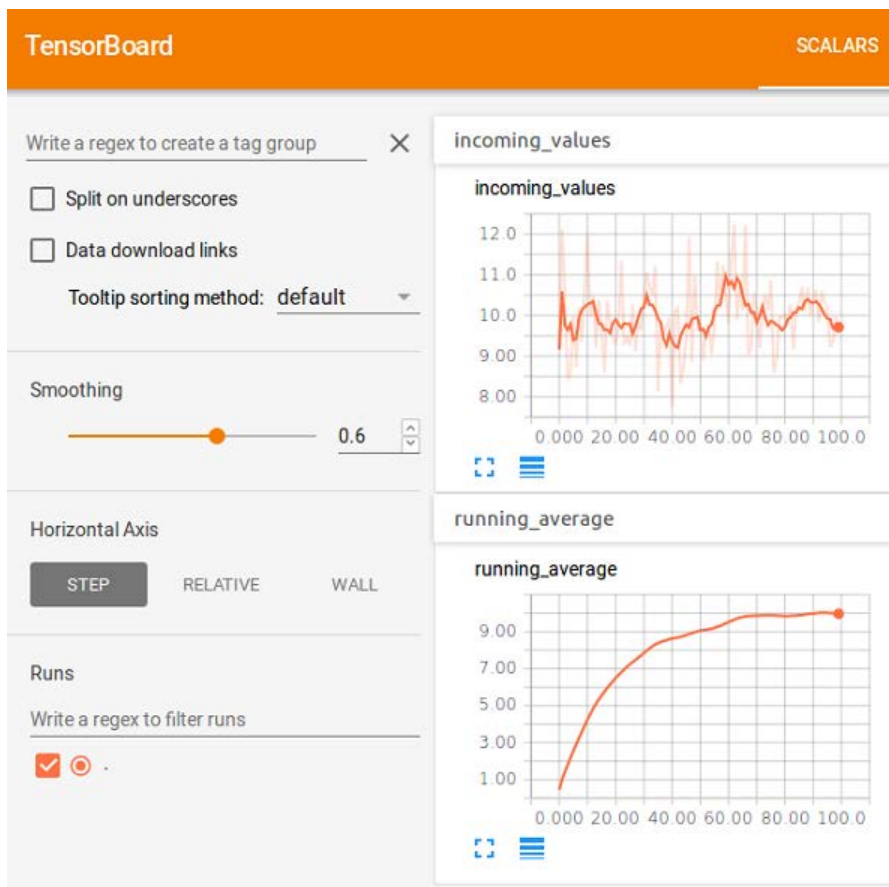 TensorBoard
SCALARS
Write a regex to create a tag group
Split on underscores
Data download links
Tooltip sorting method: default
Smoothing
0.6
Horizontal Axis
STEP RELATIVE WALL
Runs
Write a regex to filter runs
.
incoming_values
incoming_values
12.0
11.0
10.0
9.00
8.00
0.000 20.00 40.00 60.00 80.00 100.0
running_average
running_average
9.00
7.00
5.00
3.00
1.00
0.000 20.00 40.00 60.00 80.00 100.0